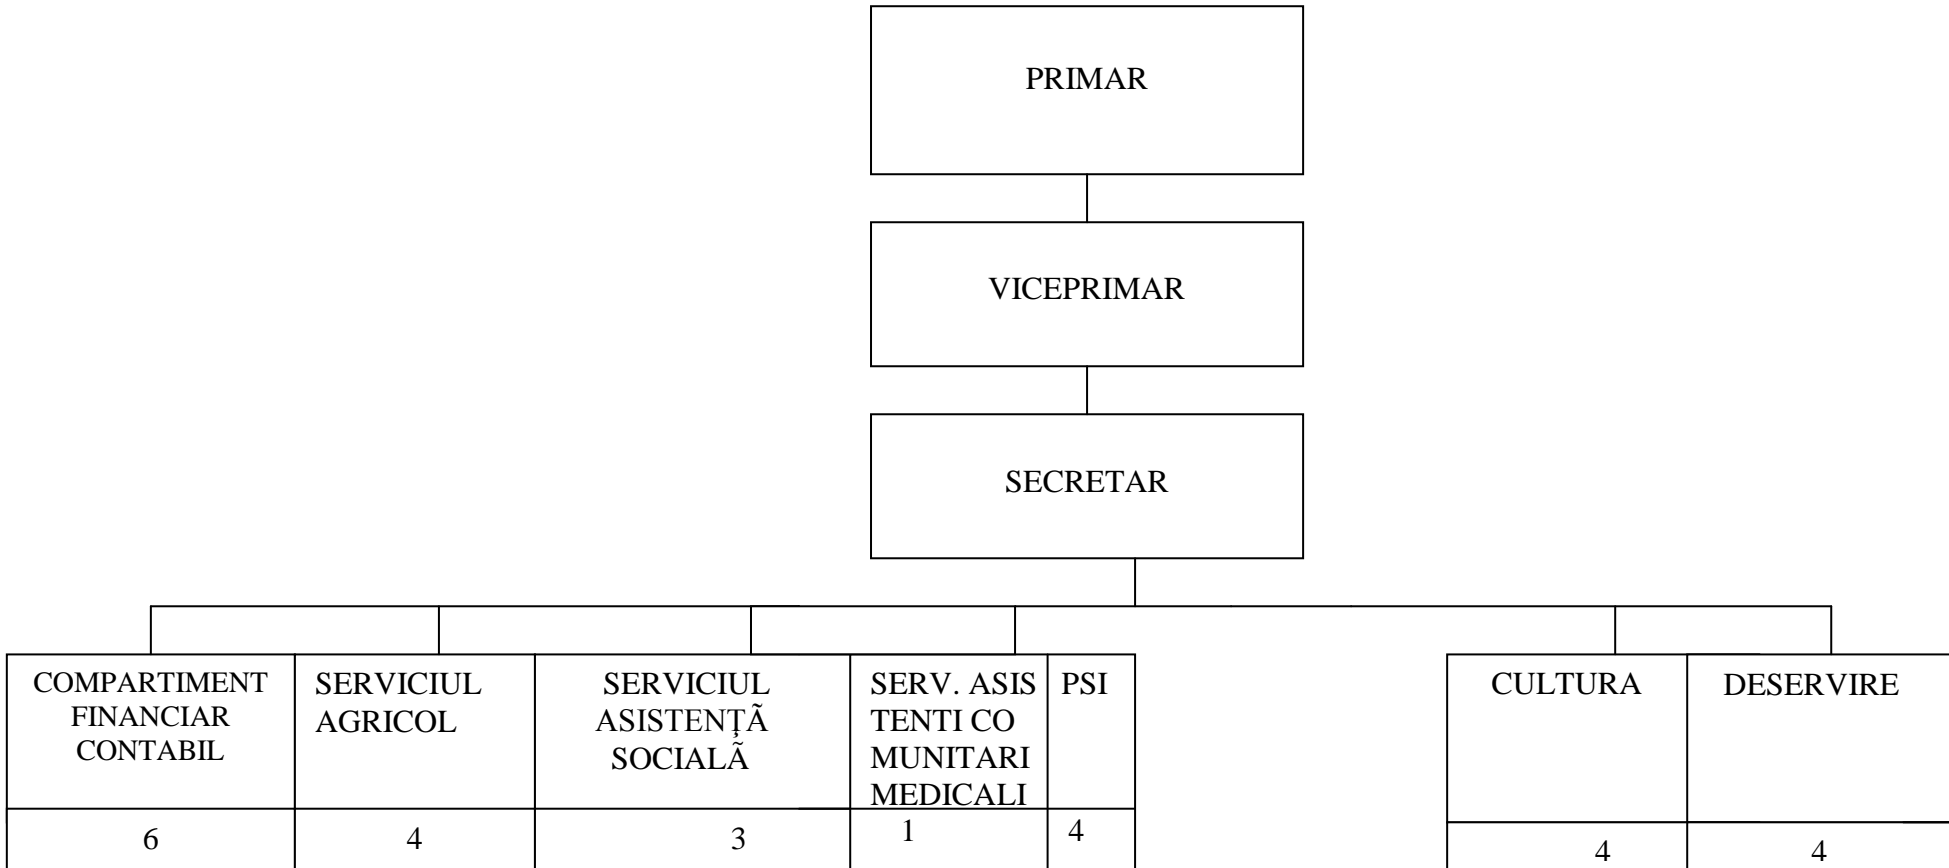 PRIMAR
VICEPRIMAR
SECRETAR
COMPARTIMENT
FINANCIAR
CONTABIL
SERVICIUL
AGRICOL
SERVICIUL
ASISTENŢÃ
SOCIALÃ
SERV. ASIS
TENTI CO
MUNITARI
MEDICALI
PSI
CULTURA
DESERVIRE
6
4
3
1
4
4
4